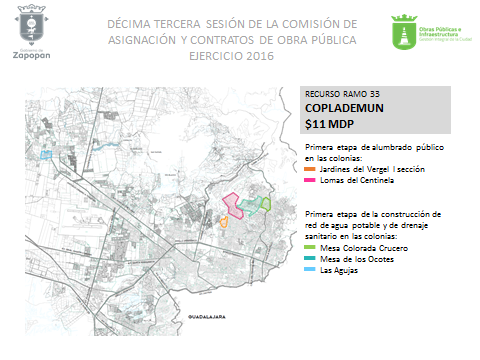 Gobierno de
Zapopan
DÉCIMA TERCERA SESIÓN DE LA COMISIÓN DE
ASIGNACIÓN Y CONTRATOS DE OBRA PÚBLICA
EJERCICIO 2016
Obras Públicas e
Infraestructura
RECURSO RAMO 33
COPLADEMUN
$11 MDP
Primera etapa de alumbrado público
en las colonias:
Jardines del Vergel I sección
Lomas del Centinela
Primera etapa de la construcción de
red de agua potable y de drenaje
sanitario en las colonias:
Mesa Colorada Crucero
Mesa de los Ocotes
Las Agujas
GUADALAJARA